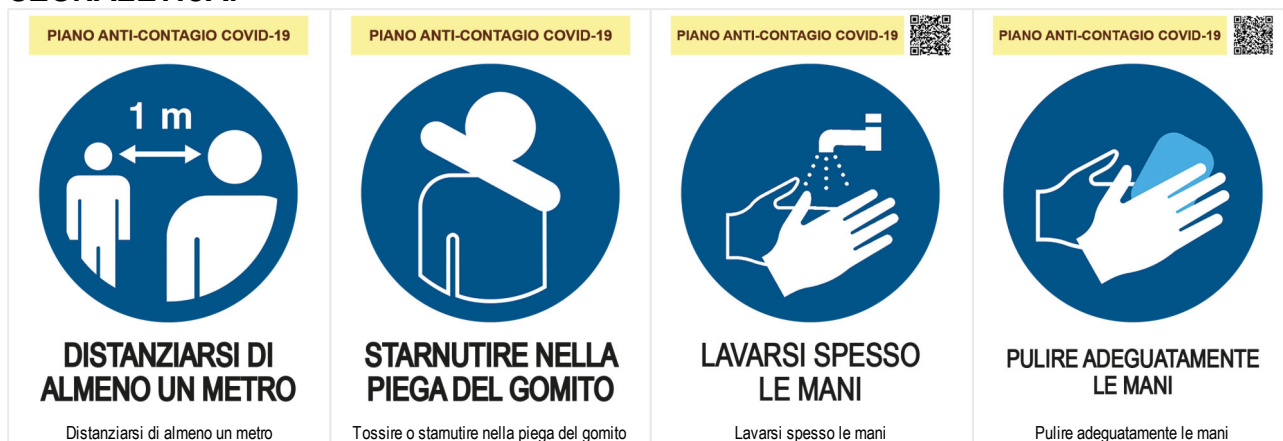 PIANO ANTI-CONTAGIO COVID-19
1 m
DISTANZIARSI DI
ALMENO UN METRO
Distanziarsi di almeno un metro
PIANO ANTI-CONTAGIO COVID-19
STARNUTIRE NELLA
PIEGA DEL GOMITO
Tossire o starnutire nella piega del gomito
PIANO ANTI-CONTAGIO COVID-19
LAVARSI SPESSO
LE MANI
Lavarsi spesso le mani
PIANO ANTI-CONTAGIO COVID-19
PULIRE ADEGUATAMENTE
LE MANI
Pulire adeguatamente le mani